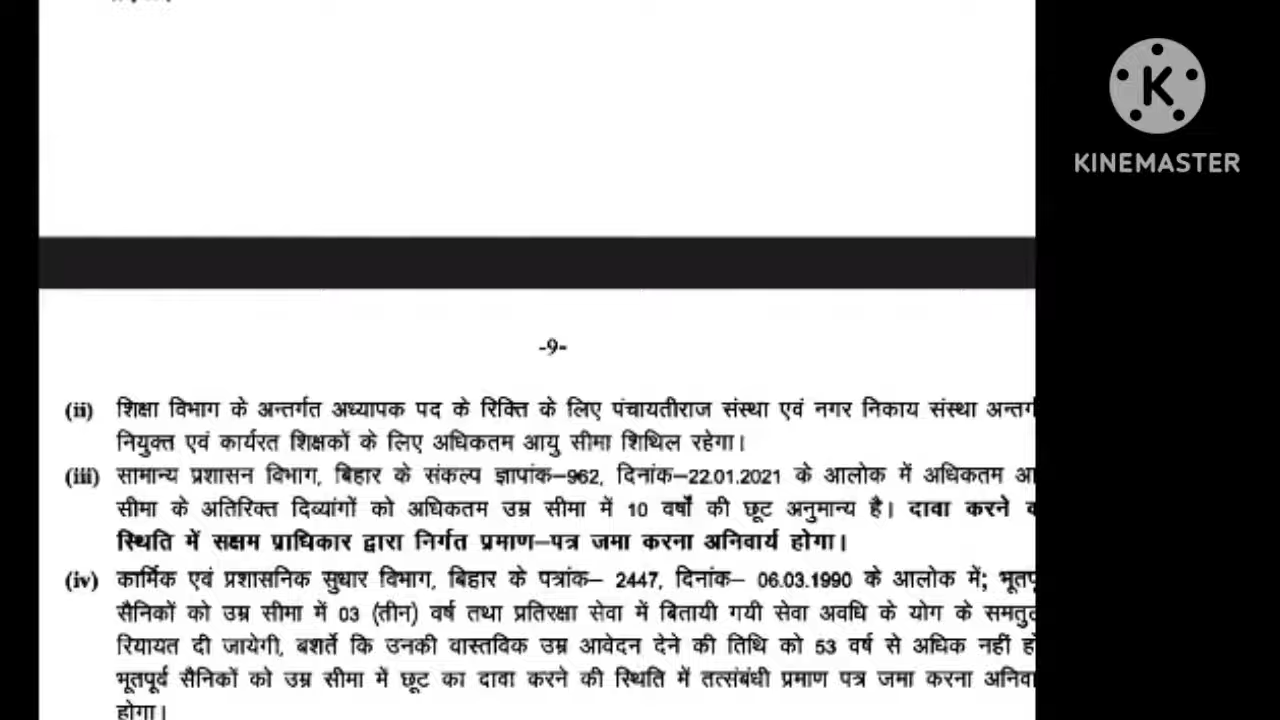 KINEMASTER
-9-
(ii) शिक्षा विभाग के अन्तर्गत अध्यापक पद के रिक्ति के लिए पंचायतीराज संस्था एवं नगर निकाय संस्था
नियुक्त एवं कार्यरत शिक्षकों के लिए अधिकतम आयु सीमा शिथिल रहेगा।
(iii) सामान्य प्रशासन विभाग, बिहार के संकल्प ज्ञापांक–962, दिनांक–22.01.2021 के आलोक में अधिकतम
सीमा के अतिरिक्त दिव्यांगों को अधिकतम उम्र सीमा में 10 वर्षों की छूट अनुमान्य है। दावा करने
स्थिति में सक्षम प्राधिकार द्वारा निर्गत प्रमाण–पत्र जमा करना अनिवार्य होगा।
(iv) कार्मिक एवं प्रशासनिक सुधार विभाग, बिहार के पत्रांक– 2447, दिनांक– 06.03.1990 के आलोक में;
सैनिकों को उम्र सीमा में 03 (तीन) वर्ष तथा प्रतिरक्षा सेवा में बितायी गयी सेवा अवधि के योग के
रियायत दी जायेगी, बशर्ते कि उनकी वास्तविक उम्र आवेदन देने की तिथि को 53 वर्ष से अधिक नहीं
भूतपूर्व सैनिकों को उम्र सीमा में छूट का दावा करने की स्थिति में तत्संबंधी प्रमाण पत्र जमा करना
होगा।